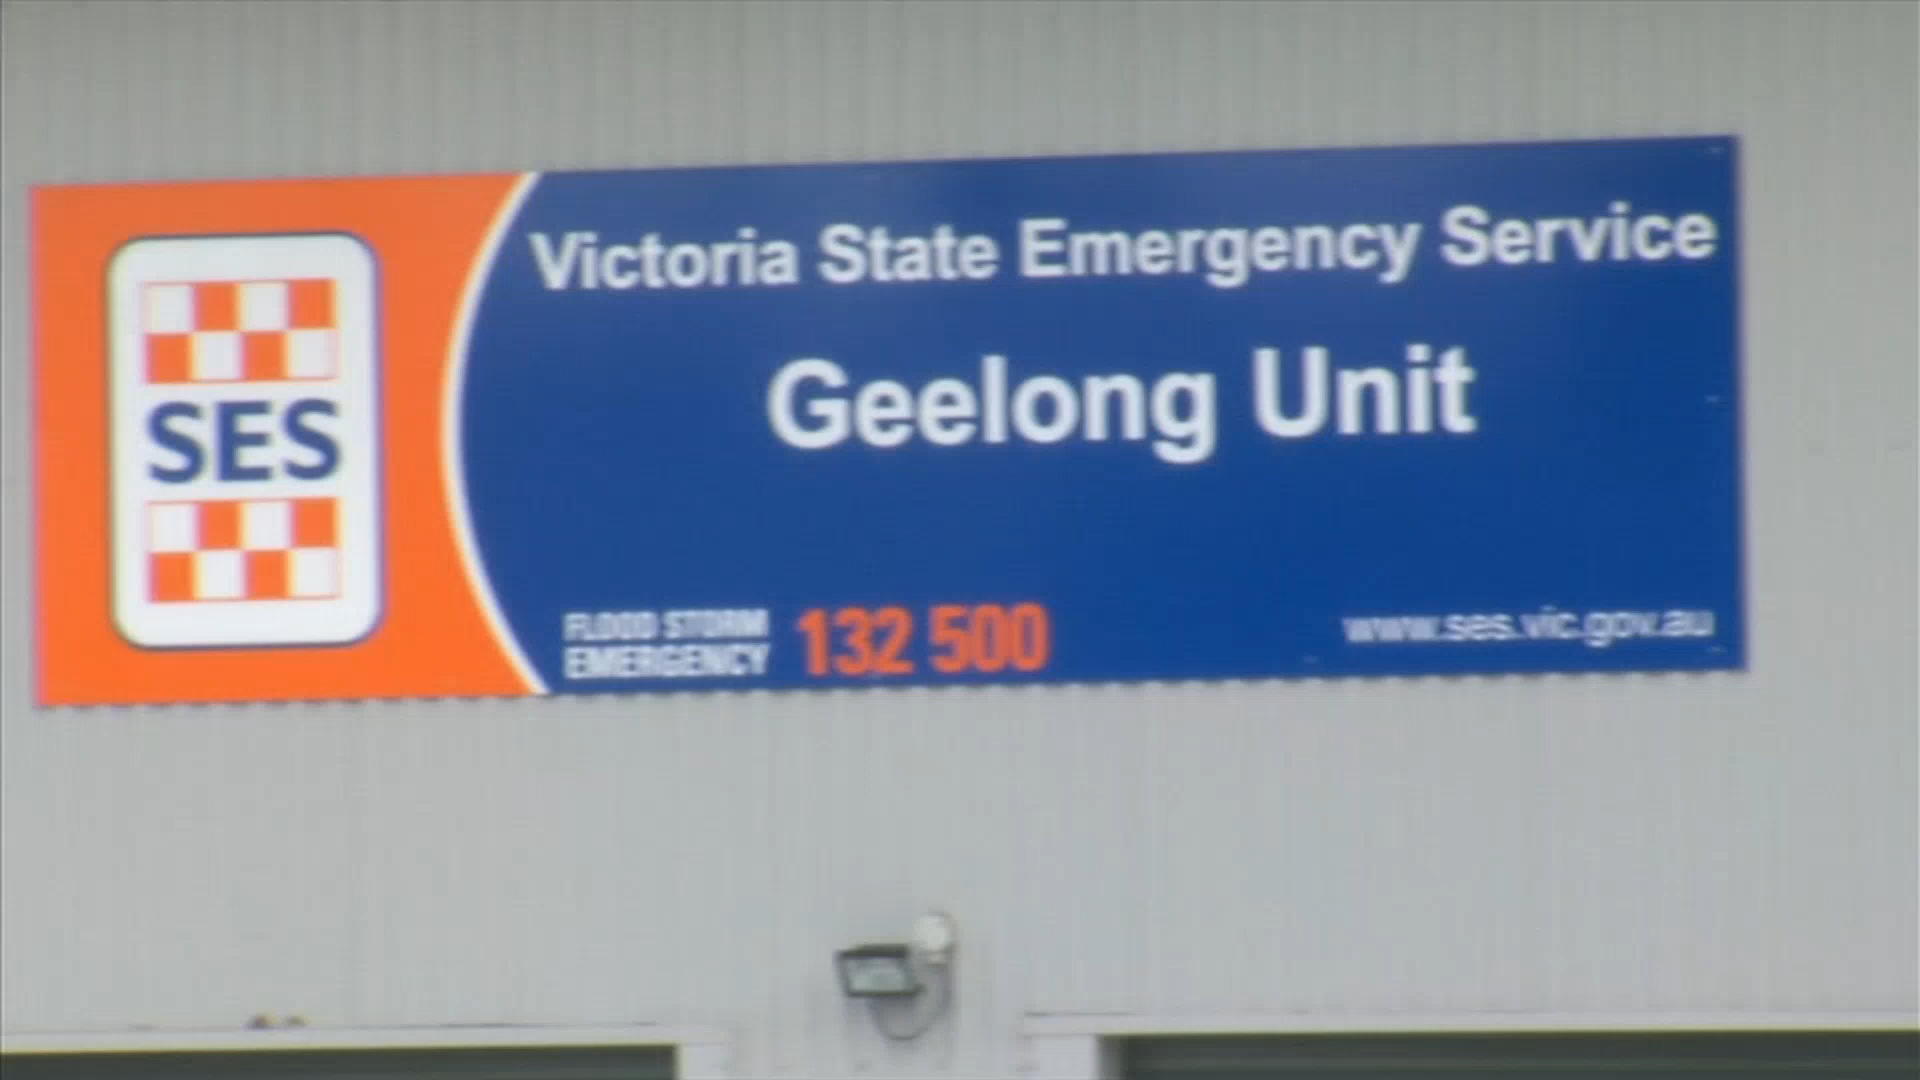 SES
Victoria State Emergency Service
Geelong Unit
FLOOD STORM
EMERGENCY
132 500
www.ses.vic.gov.au